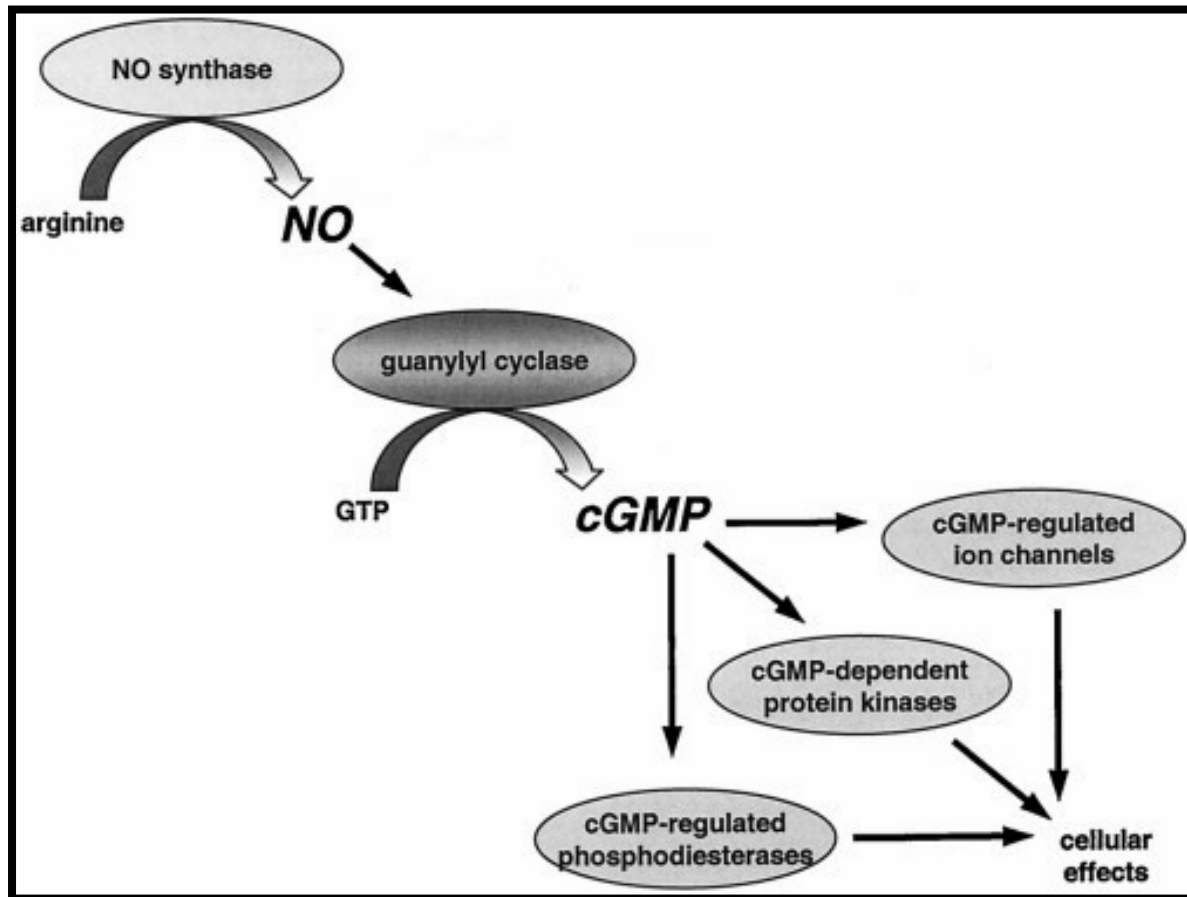 NO synthase
arginine
NO
guanylyl cyclase
GTP
cGMP
cGMP-regulated
ion channels
cGMP-dependent
protein kinases
cGMP-regulated
phosphodiesterases
cellular
effects